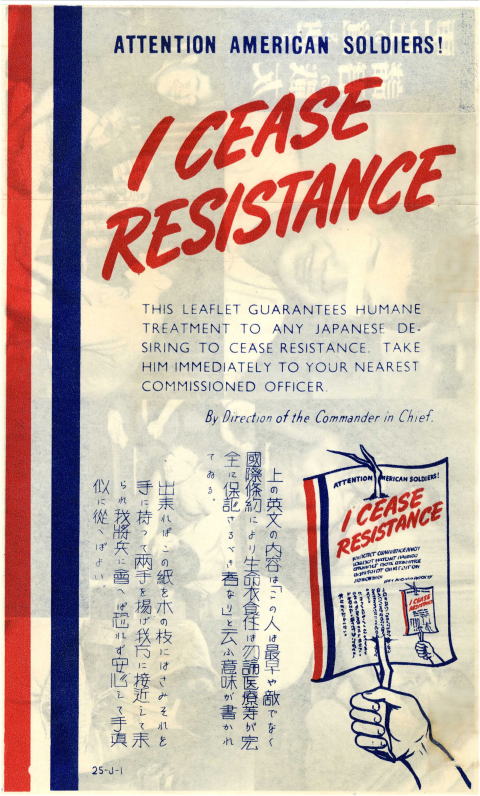 ATTENTION AMERICAN SOLDIERS!
I CEASE
RESISTANCE
THIS LEAFLET GUARANTEES HUMANE
TREATMENT TO ANY JAPANESE DE-
SIRING TO CEASE RESISTANCE. TAKE
HIM IMMEDIATELY TO YOUR NEAREST
COMMISSIONED OFFICER.
By Direction of the Commander in Chief.
上の英文の内容は「この人は最早や敵でなく
國際條約により生命衣食住は勿論醫療等が宏
全に保証さるべき者なり」と云ふ意味が書かれ
てゐる。
出来ればこの紙を木の枝にはさみそれを
手に持つて両手を揚げ我方に接近して来
られ我將兵に會へば恐れず安心して手真
似に從へばよい。
ATTENTION AMERICAN SOLDIERS!
I CEASE
RESISTANCE
I CEASE
RESISTANCE
25-J-1